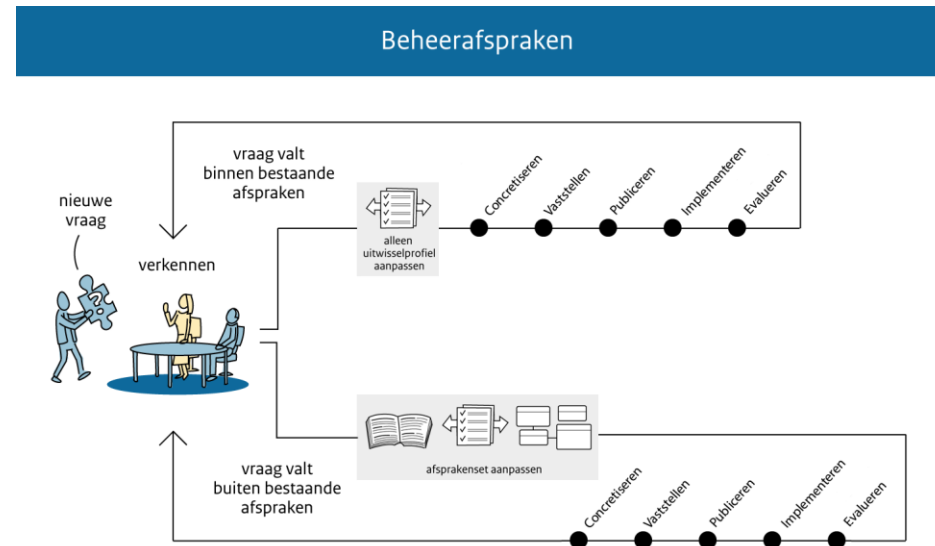 Beheerafspraken
nieuwe
vraag
verkennen
vraag valt
binnen bestaande
afspraken
alleen
uitwisselprofiel
aanpassen
Concretiseren
Vaststellen
Publiceren
Implementeren
Evalueren
?
vraag valt
buiten bestaande
afspraken
afsprakenset aanpassen
Concretiseren
Vaststellen
Publiceren
Implementeren
Evalueren